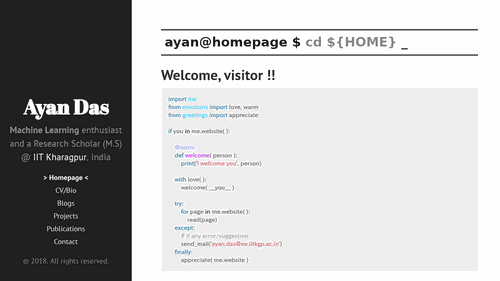 Ayan Das
Machine Learning enthusiast
and a Research Scholar (M.S)
@ IIT Kharagpur, India
> Homepage <
CV/Bio
Blogs
Projects
Publications
Contact
© 2018. All rights reserved.
ayan@homepage $ cd ${HOME} _
Welcome, visitor !!
import me
from emotions import love, warm
from greetings import appreciate
if you in me.website( ):
@warm
def welcome( person ):
print('I welcome you', person)
with love( ):
welcome( __you__ )
try:
for page in me.website( ):
read(page)
except:
# if any error/suggestion
send_mail('ayan.das@ee.iitkgp.ac.in')
finally:
appreciate( me.website )